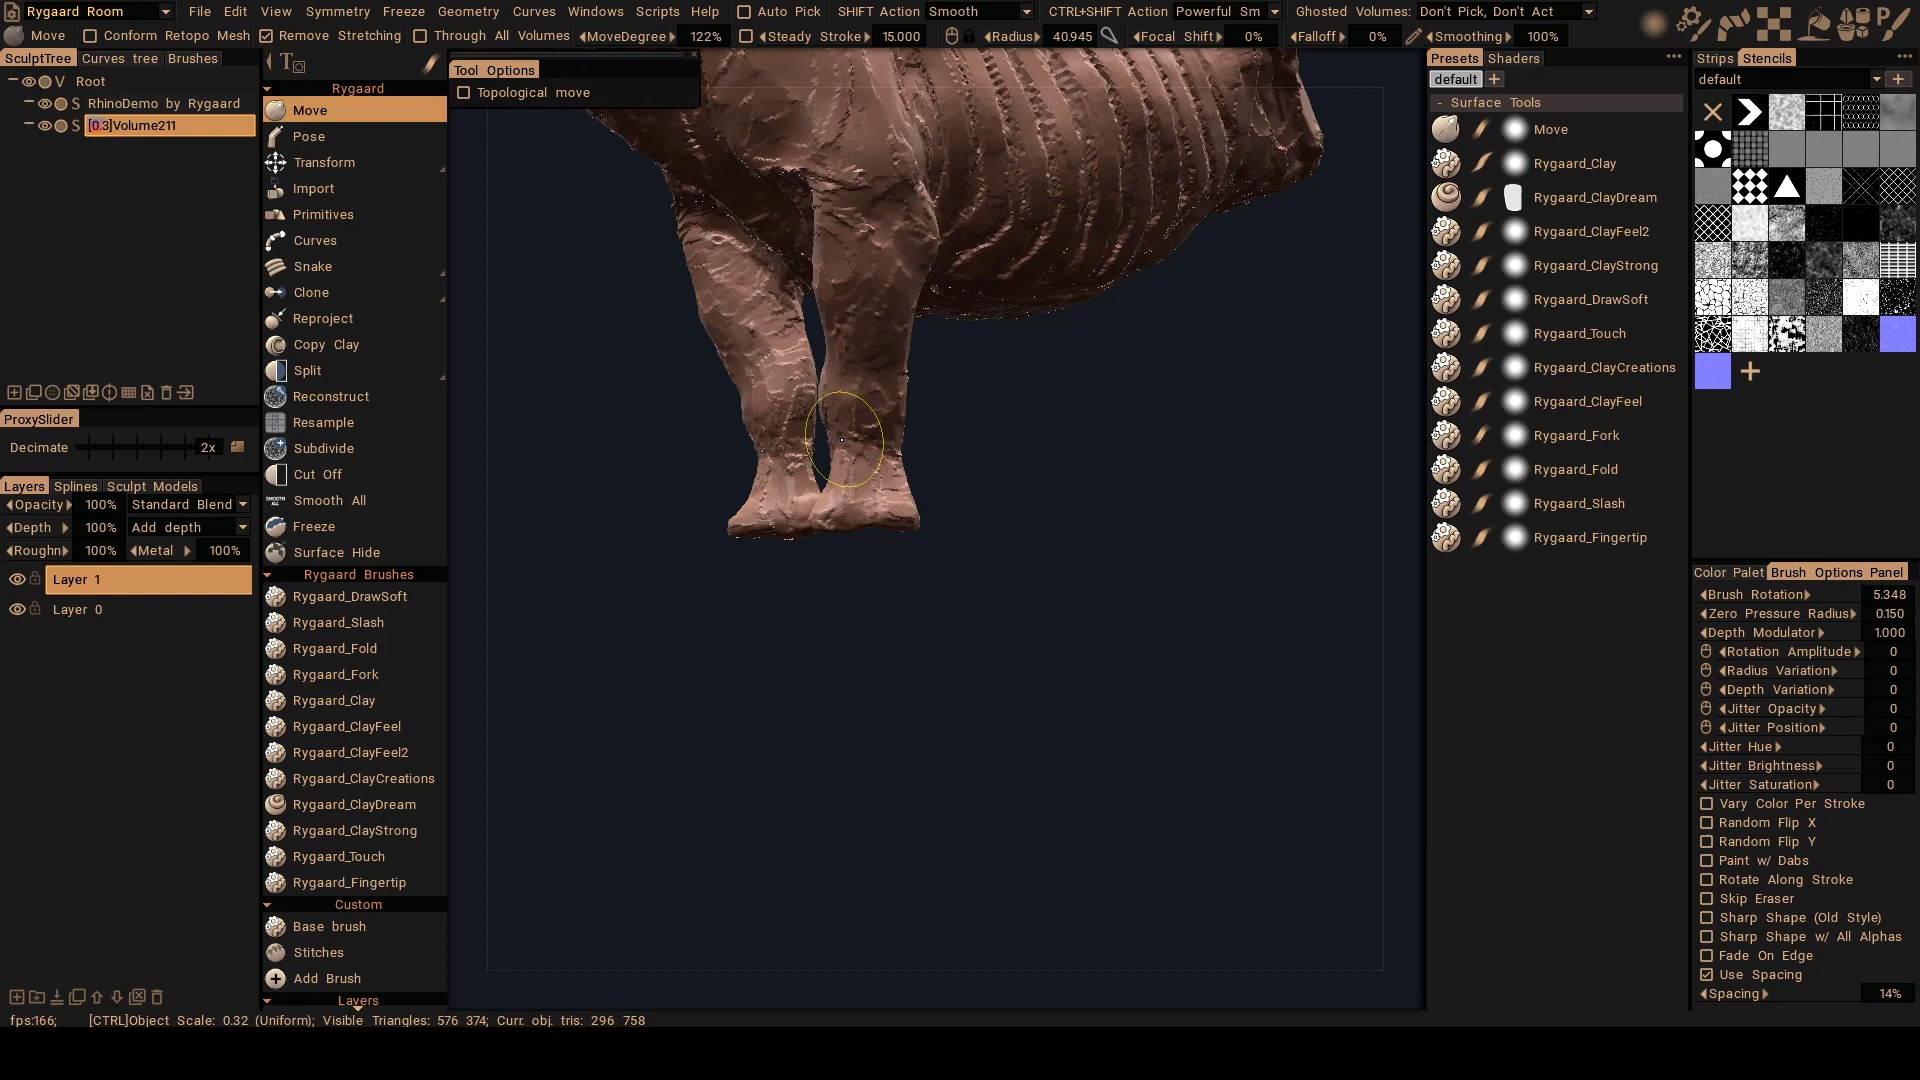 Rygaard Room File Edit View Symmetry Freeze Geometry Curves Windows Scripts Help Auto Pick SHIFT Action Smooth CTRL+SHIFT Action Powerful Sm Ghosted Volumes: Don't Pick, Don't Act
Move Conform Retopo Mesh Remove Stretching Through All Volumes MoveDegree 122% Steady Stroke 15.000 Radius 40.945 Focal Shift 0% Falloff 0% Smoothing 100%
SculptTree Curves tree Brushes
V Root
S RhinoDemo by Rygaard
S [0.3]Volume211
ProxySlider
Decimate 2x
Layers Splines Sculpt Models
Opacity 100% Standard Blend
Depth 100% Add depth
Roughn 100% Metal 100%
Layer 1
Layer 0
Rygaard
Move
Pose
Transform
Import
Primitives
Curves
Snake
Clone
Reproject
Copy Clay
Split
Reconstruct
Resample
Subdivide
Cut Off
SMOOTH ALL Smooth All
Freeze
Surface Hide
Rygaard Brushes
Rygaard_DrawSoft
Rygaard_Slash
Rygaard_Fold
Rygaard_Fork
Rygaard_Clay
Rygaard_ClayFeel
Rygaard_ClayFeel2
Rygaard_ClayCreations
Rygaard_ClayDream
Rygaard_ClayStrong
Rygaard_Touch
Rygaard_Fingertip
Custom
Base brush
Stitches
Add Brush
Layers
Tool Options
Topological move
Presets Shaders
default +
- Surface Tools
Move
Rygaard_Clay
Rygaard_ClayDream
Rygaard_ClayFeel2
Rygaard_ClayStrong
Rygaard_DrawSoft
Rygaard_Touch
Rygaard_ClayCreations
Rygaard_ClayFeel
Rygaard_Fork
Rygaard_Fold
Rygaard_Slash
Rygaard_Fingertip
Strips Stencils
default
Color Palet Brush Options Panel
Brush Rotation 5.348
Zero Pressure Radius 0.150
Depth Modulator 1.000
Rotation Amplitude 0
Radius Variation 0
Depth Variation 0
Jitter Opacity 0
Jitter Position 0
Jitter Hue 0
Jitter Brightness 0
Jitter Saturation 0
Vary Color Per Stroke
Random Flip X
Random Flip Y
Paint w/ Dabs
Rotate Along Stroke
Skip Eraser
Sharp Shape (Old Style)
Sharp Shape w/ All Alphas
Fade On Edge
Use Spacing
Spacing 14%
fps:166; [CTRL]Object Scale: 0.32 (Uniform); Visible Triangles: 576 374; Curr. obj. tris: 296 758